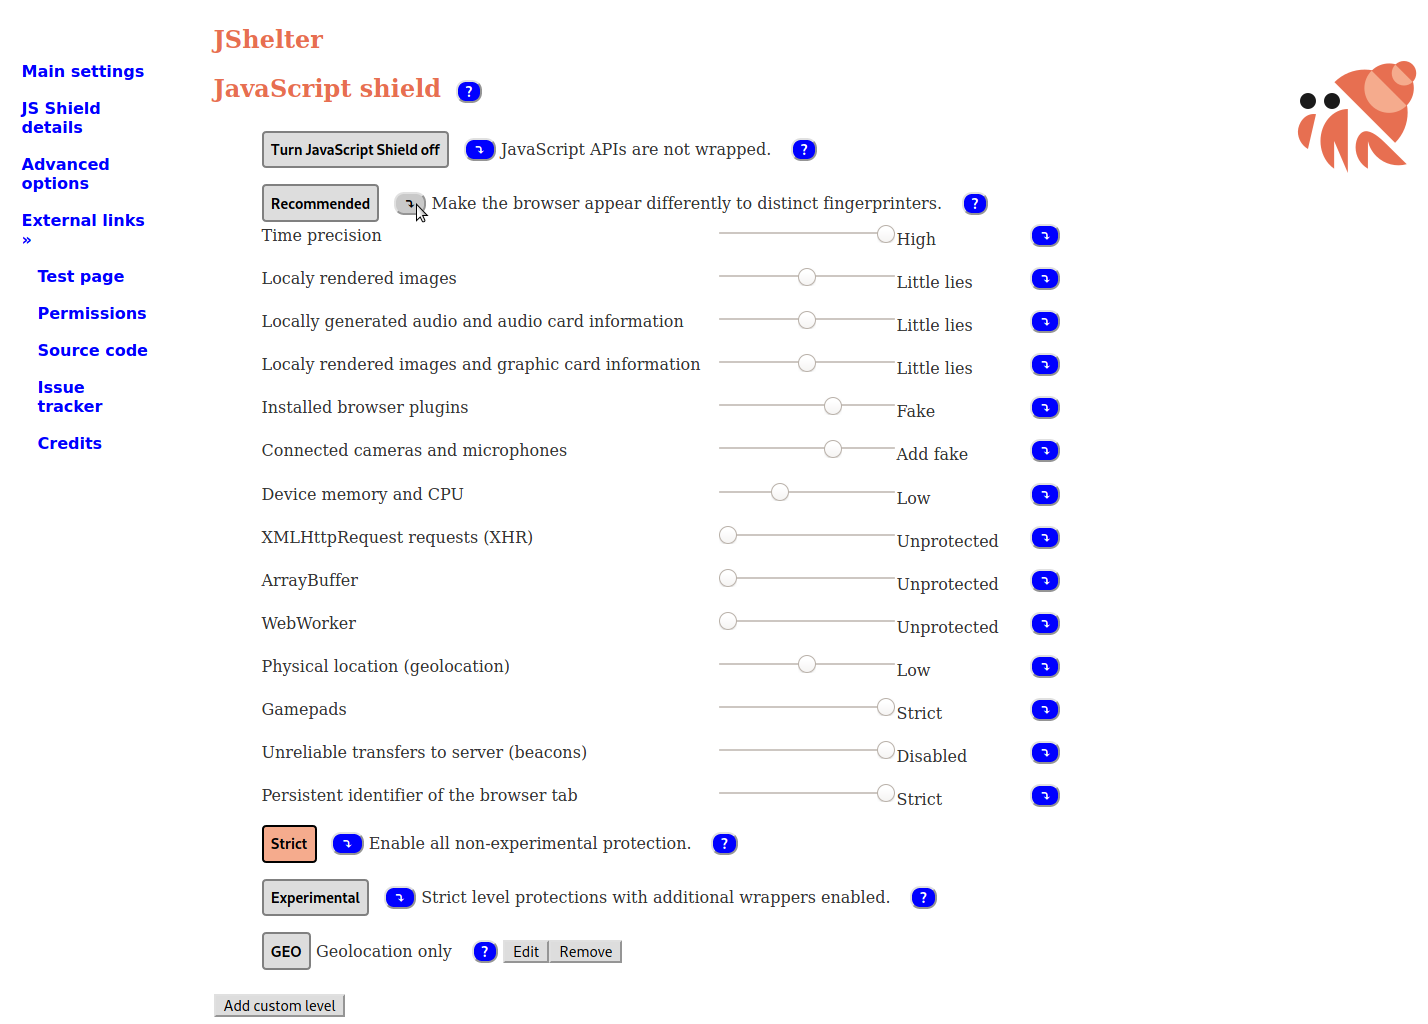 JShelter
Main settings
JS Shield
details
Advanced
options
External links
»
Test page
Permissions
Source code
Issue
tracker
Credits
JavaScript shield ?
Turn JavaScript Shield off ↴ JavaScript APIs are not wrapped. ?
Recommended ↴ Make the browser appear differently to distinct fingerprinters. ?
Time precision High ↴
Localy rendered images Little lies ↴
Locally generated audio and audio card information Little lies ↴
Localy rendered images and graphic card information Little lies ↴
Installed browser plugins Fake ↴
Connected cameras and microphones Add fake ↴
Device memory and CPU Low ↴
XMLHttpRequest requests (XHR) Unprotected ↴
ArrayBuffer Unprotected ↴
WebWorker Unprotected ↴
Physical location (geolocation) Low ↴
Gamepads Strict ↴
Unreliable transfers to server (beacons) Disabled ↴
Persistent identifier of the browser tab Strict ↴
Strict ↴ Enable all non-experimental protection. ?
Experimental ↴ Strict level protections with additional wrappers enabled. ?
GEO Geolocation only ? Edit Remove
Add custom level